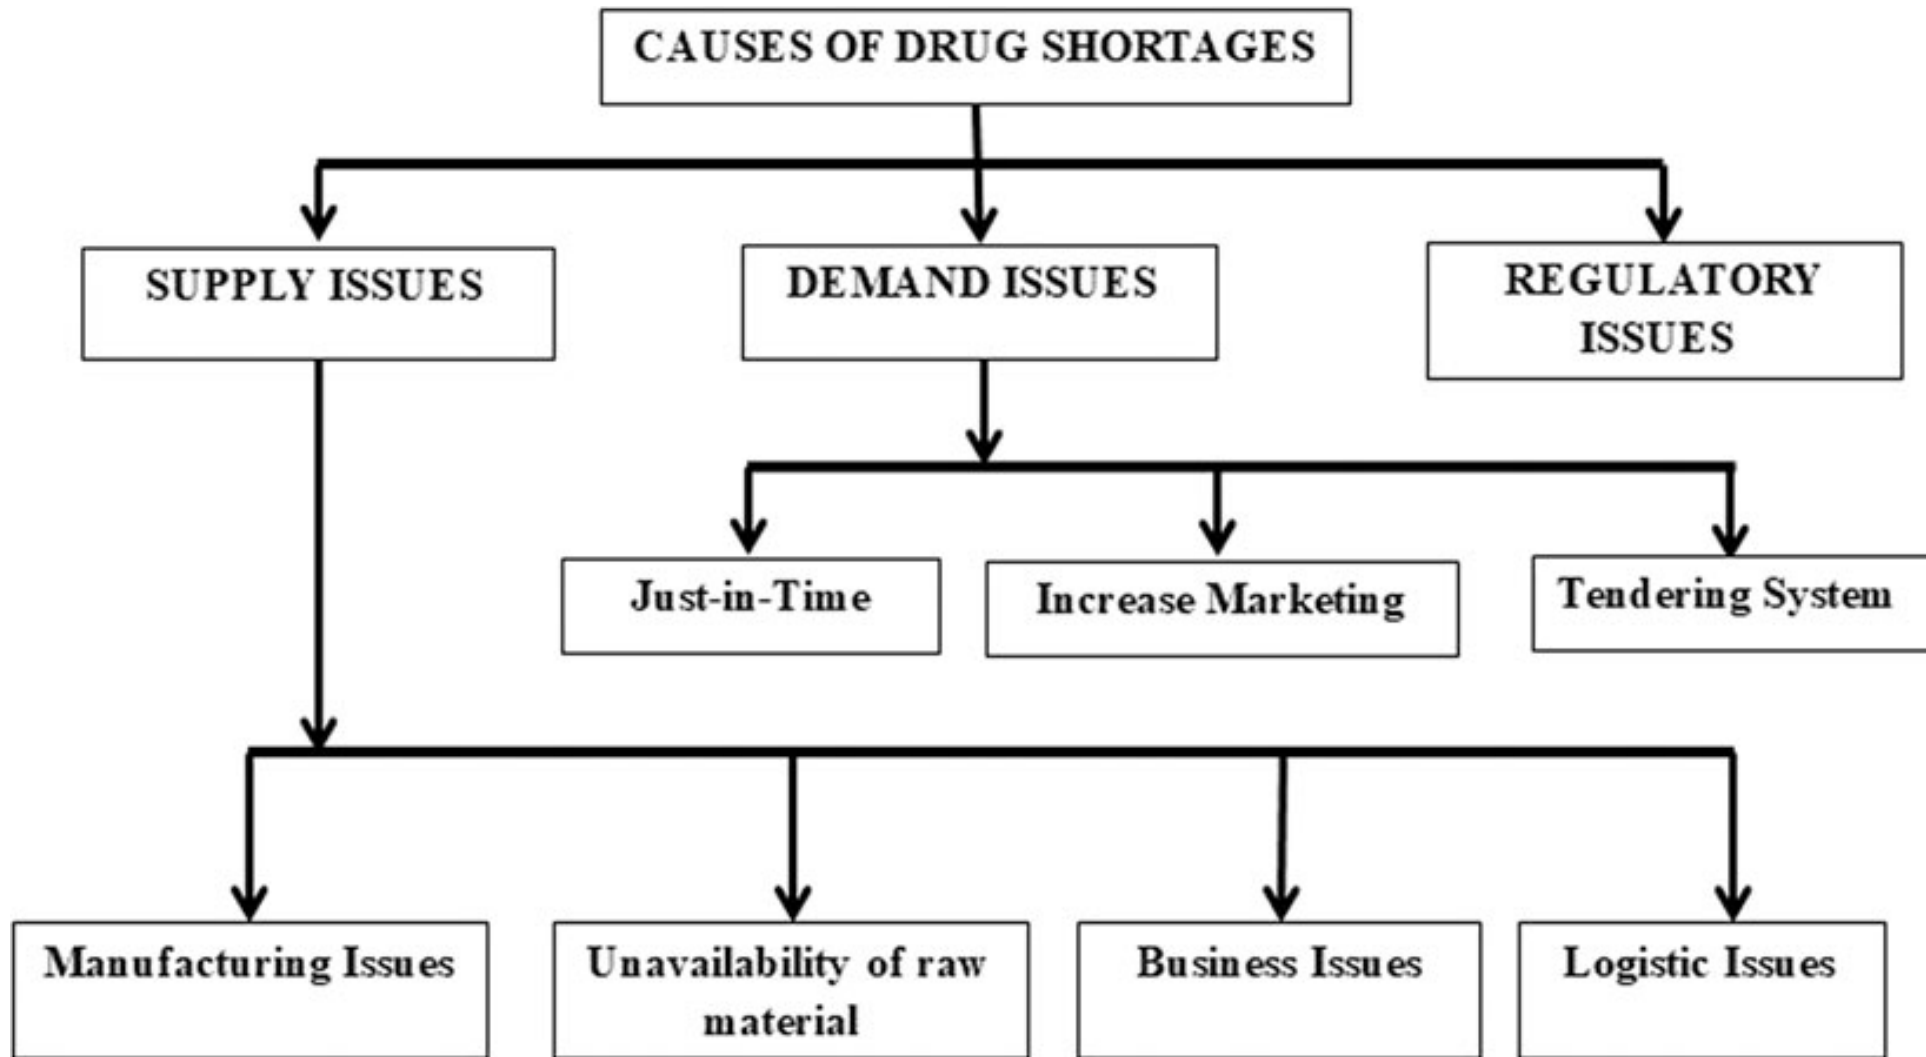 CAUSES OF DRUG SHORTAGES
SUPPLY ISSUES
DEMAND ISSUES
REGULATORY
ISSUES
Just-in-Time
Increase Marketing
Tendering System
Manufacturing Issues
Unavailability of raw
material
Business Issues
Logistic Issues